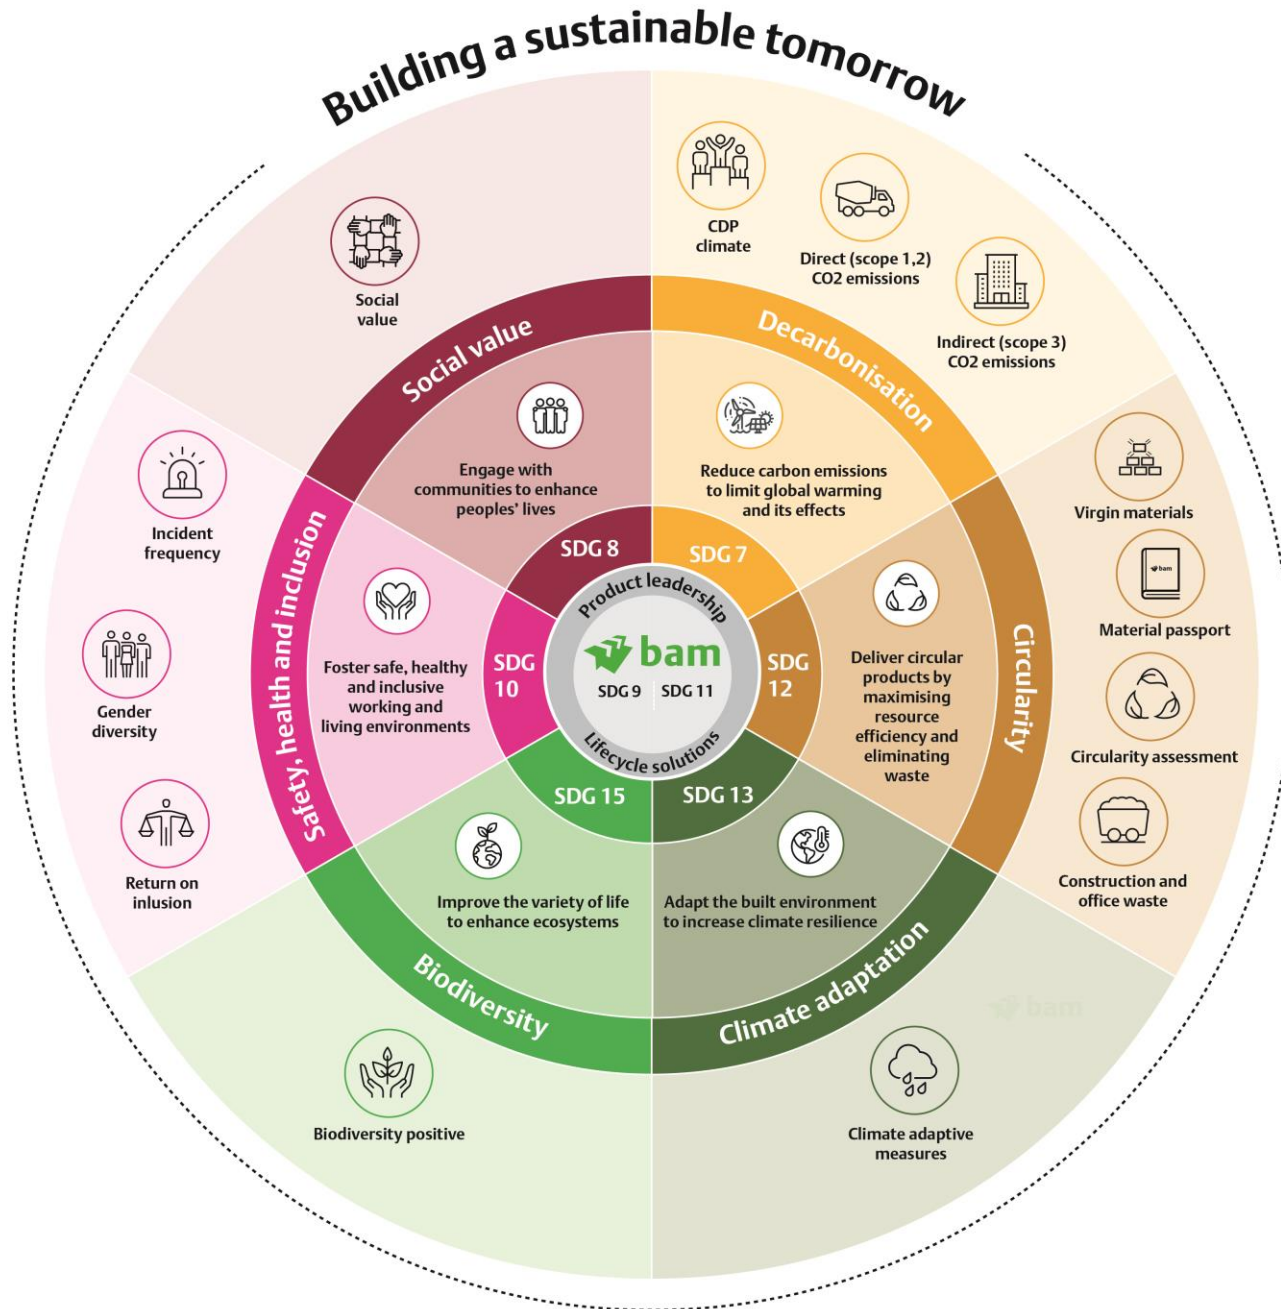 Building a sustainable tomorrow
CDP
climate
Direct (scope 1,2)
CO2 emissions
Indirect (scope 3)
CO2 emissions
Decarbonisation
Reduce carbon emissions
to limit global warming
and its effects
SDG 7
Virgin materials
bam
Material passport
Circularity assessment
Construction and
office waste
Circularity
Deliver circular
products by
maximising
resource
efficiency and
eliminating
waste
SDG
12
Climate adaptive
measures
bam
Climate adaptation
Adapt the built environment
to increase climate resilience
SDG 13
Biodiversity positive
Biodiversity
Improve the variety of life
to enhance ecosystems
SDG 15
Incident
frequency
Gender
diversity
Return on
inlusion
Safety, health and inclusion
Foster safe, healthy
and inclusive
working and
living environments
SDG
10
Social
value
Social value
Engage with
communities to enhance
peoples’ lives
SDG 8
Product leadership
bam
SDG 9
SDG 11
Lifecycle solutions